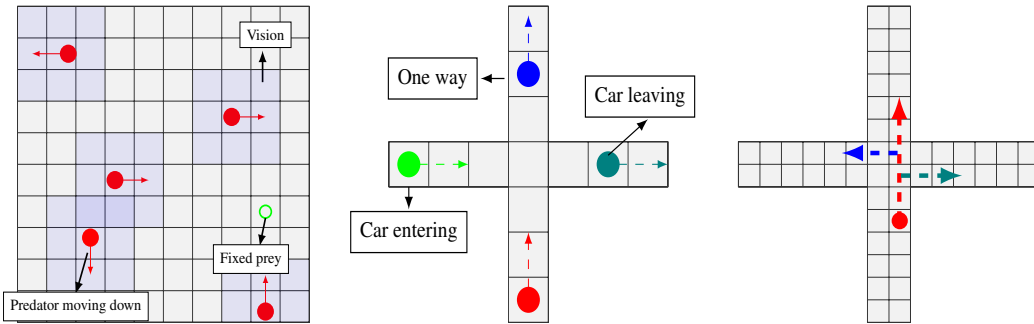 Vision
One way
Car leaving
Car entering
Fixed prey
Predator moving down